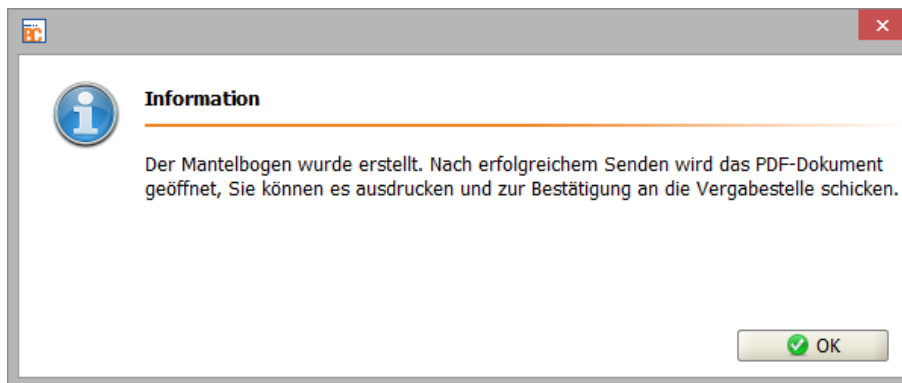 BC
Information
Der Mantelbogen wurde erstellt. Nach erfolgreichem Senden wird das PDF-Dokument
geöffnet, Sie können es ausdrucken und zur Bestätigung an die Vergabestelle schicken.
OK